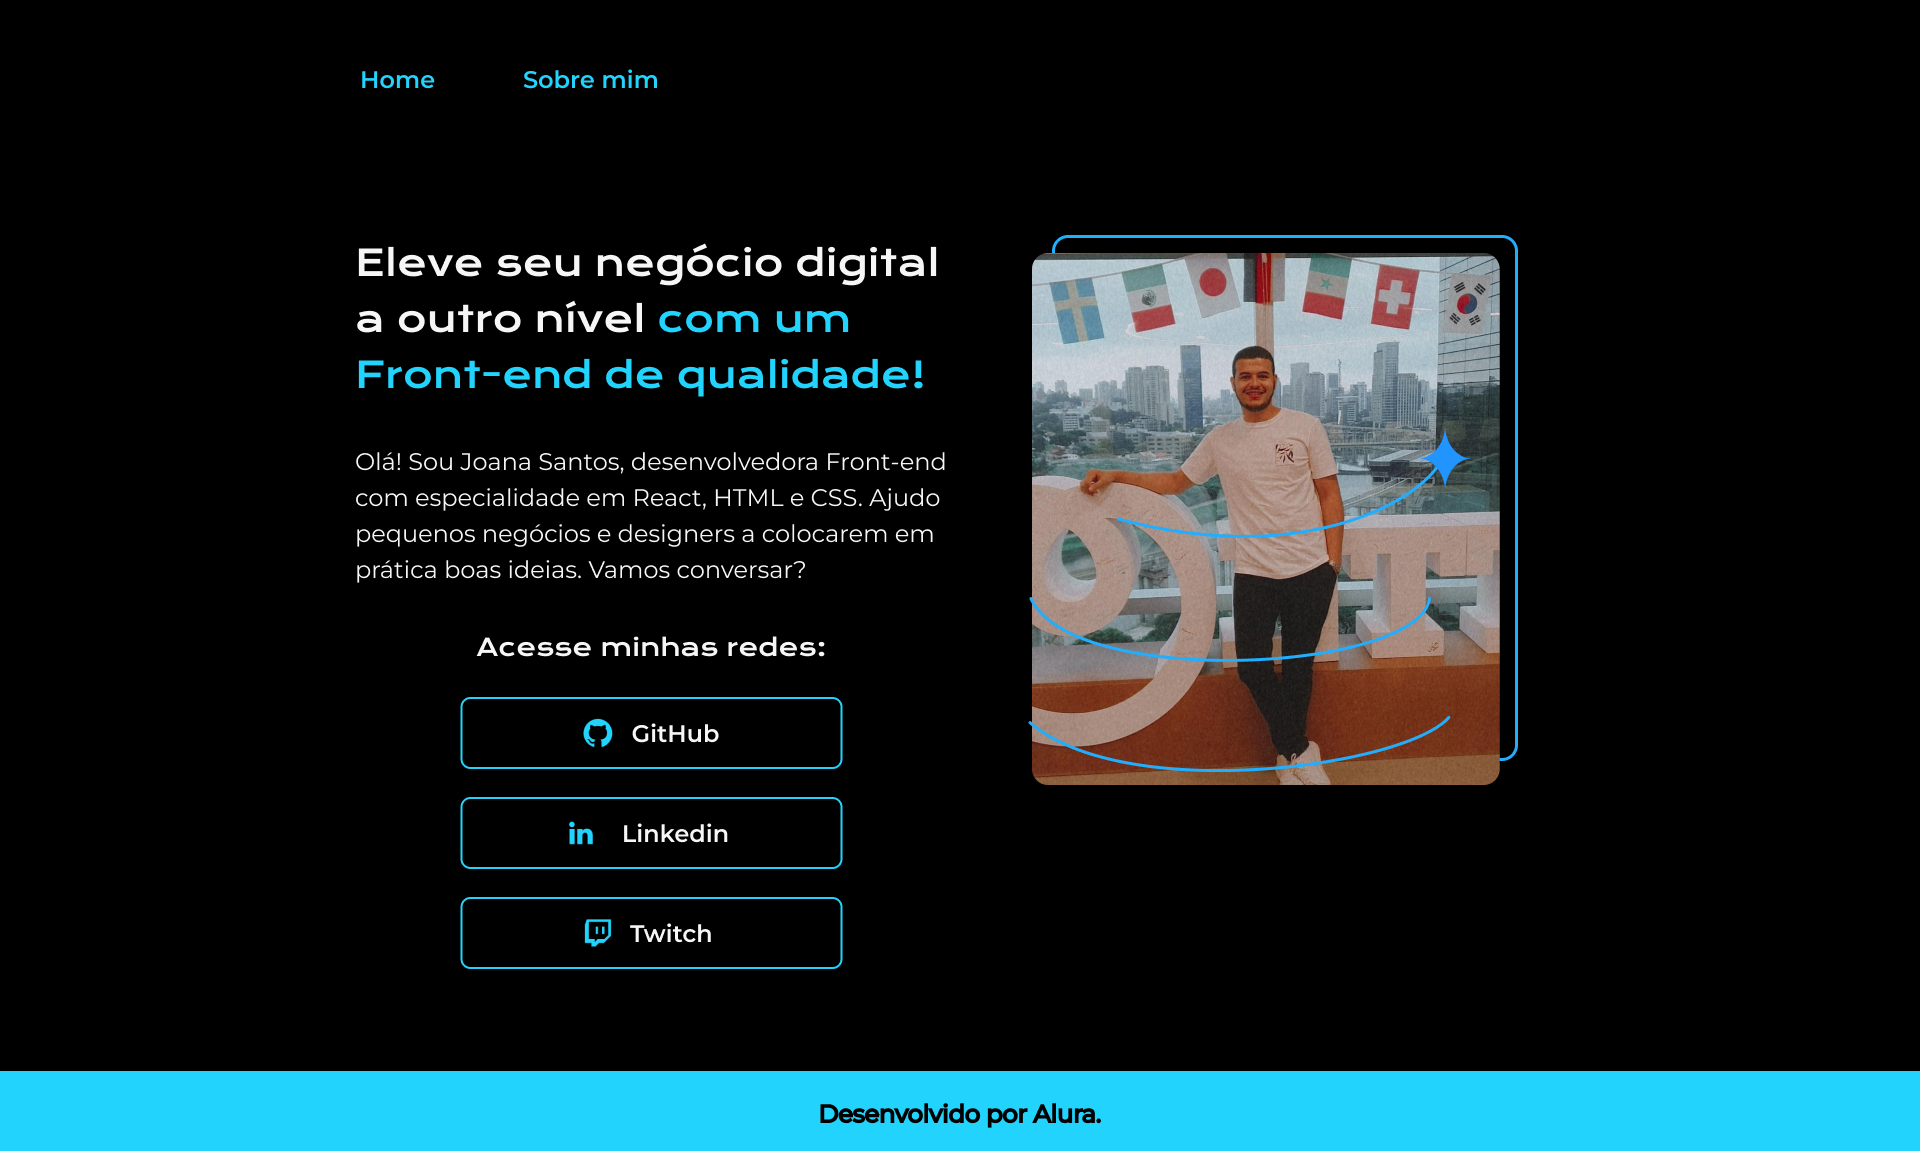 Home
Sobre mim
Eleve seu negócio digital
a outro nível com um
Front-end de qualidade!
Olá! Sou Joana Santos, desenvolvedora Front-end
com especialidade em React, HTML e CSS. Ajudo
pequenos negócios e designers a colocarem em
prática boas ideias. Vamos conversar?
Acesse minhas redes:
GitHub
Linkedin
Twitch
Desenvolvido por Alura.